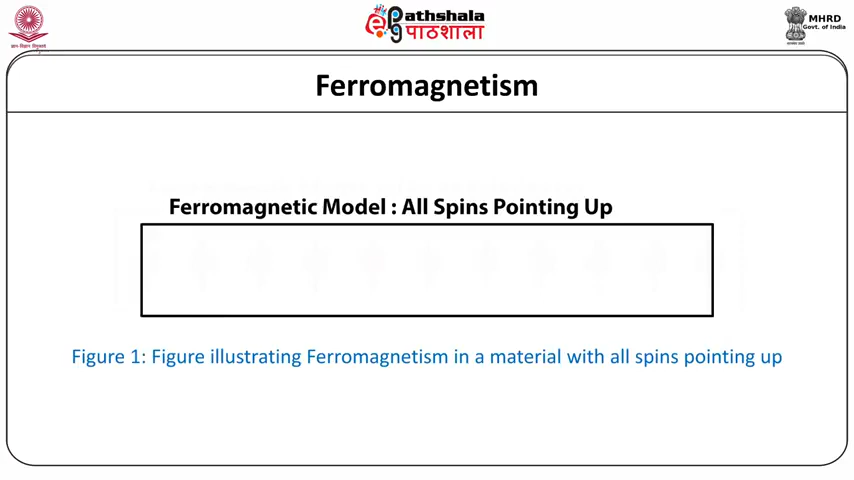 ePathshala
पाठशाला
MHRD
Govt. of India
Ferromagnetism
Ferromagnetic Model : All Spins Pointing Up
Figure 1: Figure illustrating Ferromagnetism in a material with all spins pointing up